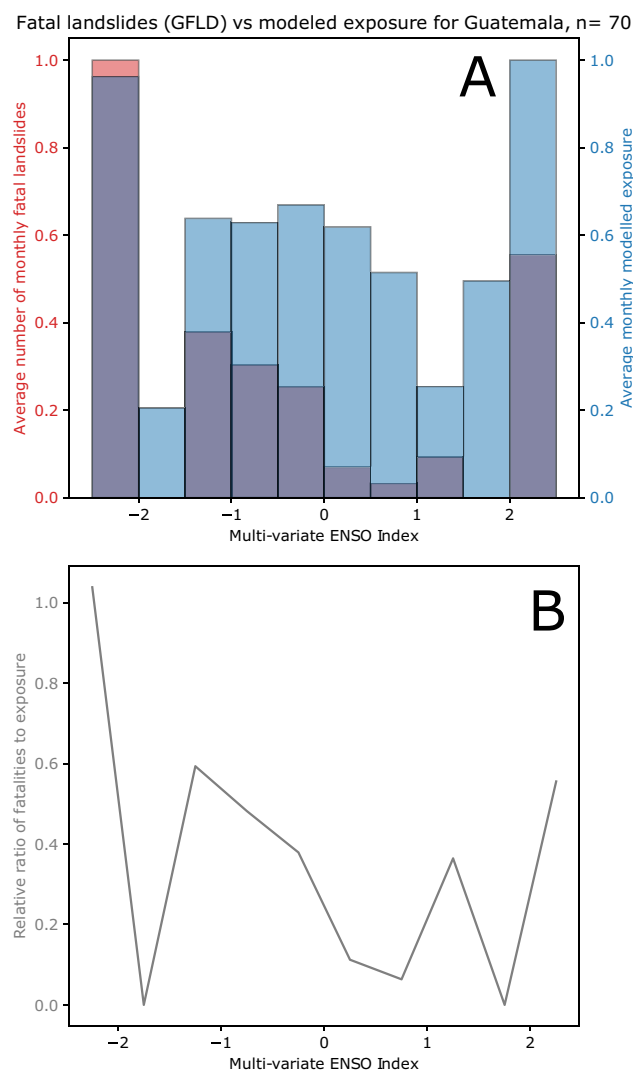 Fatal landslides (GFLD) vs modeled exposure for Guatemala, n= 70
A
Average number of monthly fatal landslides
1.0
0.8
0.6
0.4
0.2
0.0
Average monthly modelled exposure
1.0
0.8
0.6
0.4
0.2
0.0
−2 −1 0 1 2
Multi-variate ENSO Index
B
Relative ratio of fatalities to exposure
1.0
0.8
0.6
0.4
0.2
0.0
−2 −1 0 1 2
Multi-variate ENSO Index